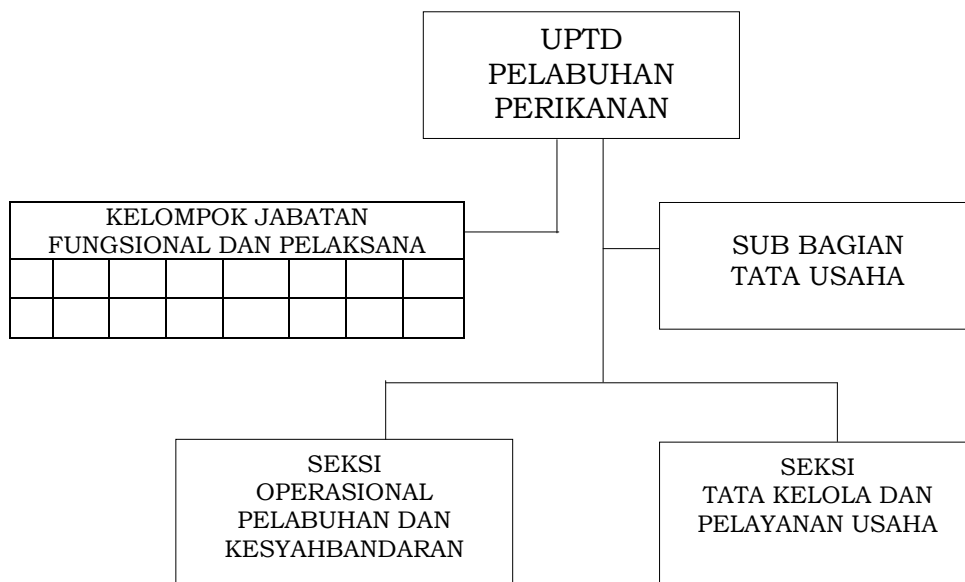 UPTD
PELABUHAN
PERIKANAN
KELOMPOK JABATAN
FUNGSIONAL DAN PELAKSANA
SUB BAGIAN
TATA USAHA
SEKSI
OPERASIONAL
PELABUHAN DAN
KESYAHBANDARAN
SEKSI
TATA KELOLA DAN
PELAYANAN USAHA